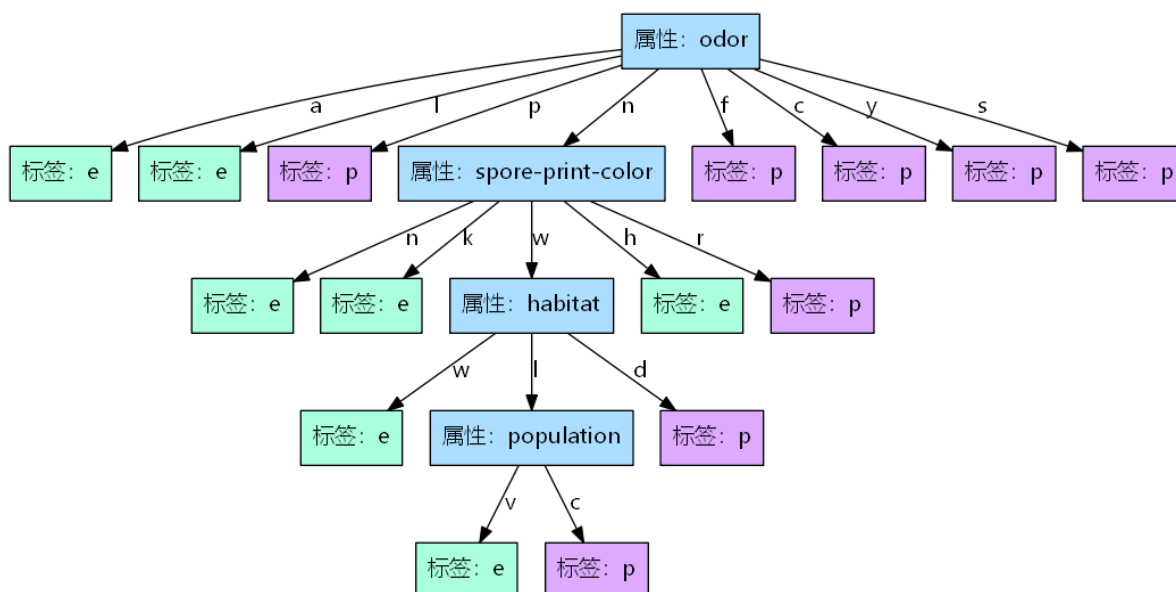 属性：odor
a
l
p
n
f
c
y
s
标签：e
标签：e
标签：p
属性：spore-print-color
标签：p
标签：p
标签：p
标签：p
n
k
w
h
r
标签：e
标签：e
属性：habitat
标签：e
标签：p
w
l
d
标签：e
属性：population
标签：p
v
c
标签：e
标签：p